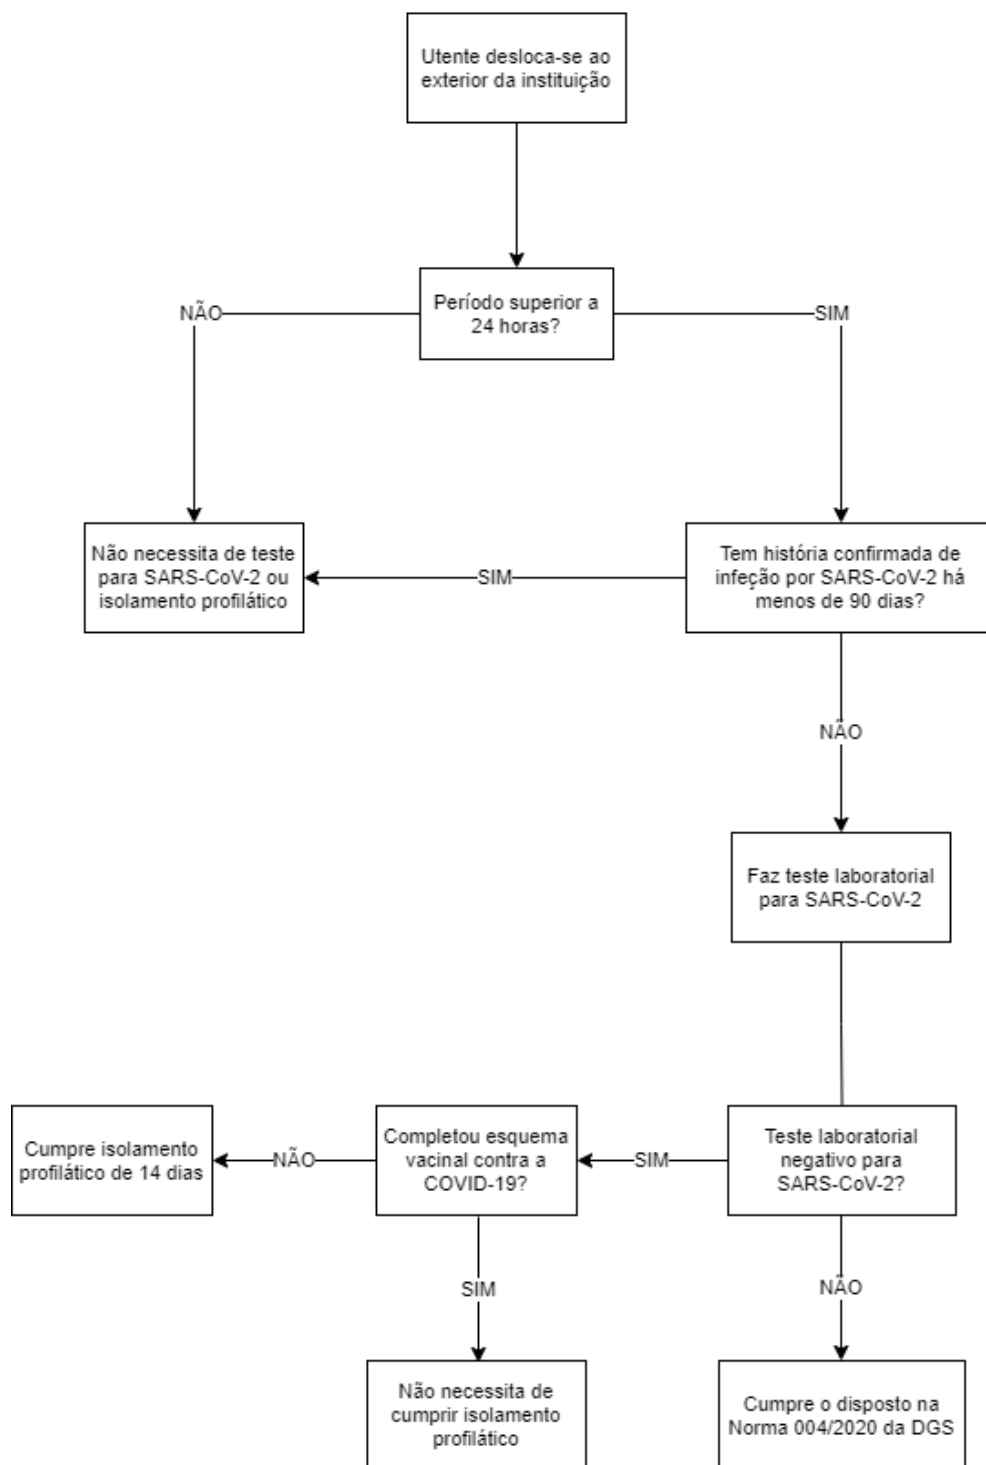 Utente desloca-se ao
exterior da instituição
Período superior a
24 horas?
NÃO
SIM
Não necessita de teste
para SARS-CoV-2 ou
isolamento profilático
SIM
Tem história confirmada de
infeção por SARS-CoV-2 há
menos de 90 dias?
NÃO
Faz teste laboratorial
para SARS-CoV-2
Cumpre isolamento
profilático de 14 dias
NÃO
Completou esquema
vacinal contra a
COVID-19?
SIM
Teste laboratorial
negativo para
SARS-CoV-2?
SIM
NÃO
Não necessita de
cumprir isolamento
profilático
Cumpre o disposto na
Norma 004/2020 da DGS